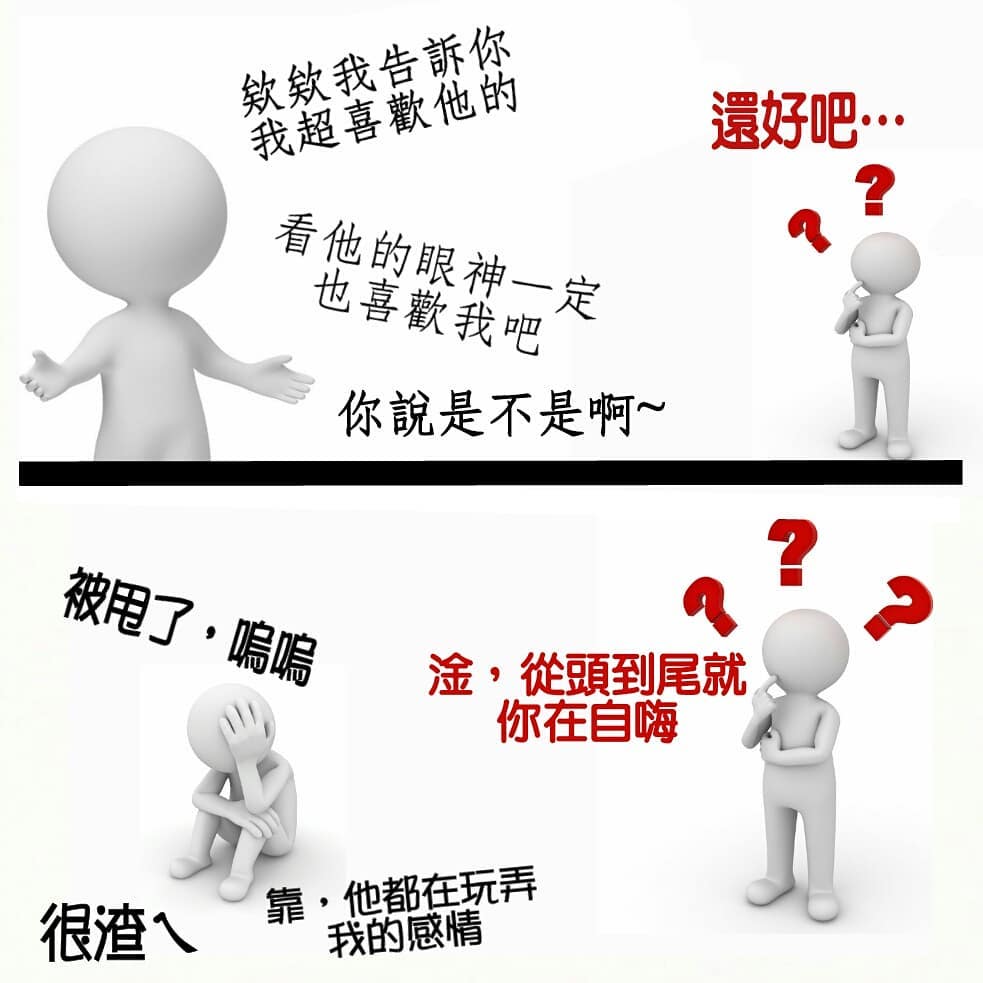 欸欸我告訴你
我超喜歡他的
還好吧…
看他的眼神一定
也喜歡我吧
你說是不是啊~
被甩了，嗚嗚
淦，從頭到尾就
你在自嗨
靠，他都在玩弄
我的感情
很渣ㄟ